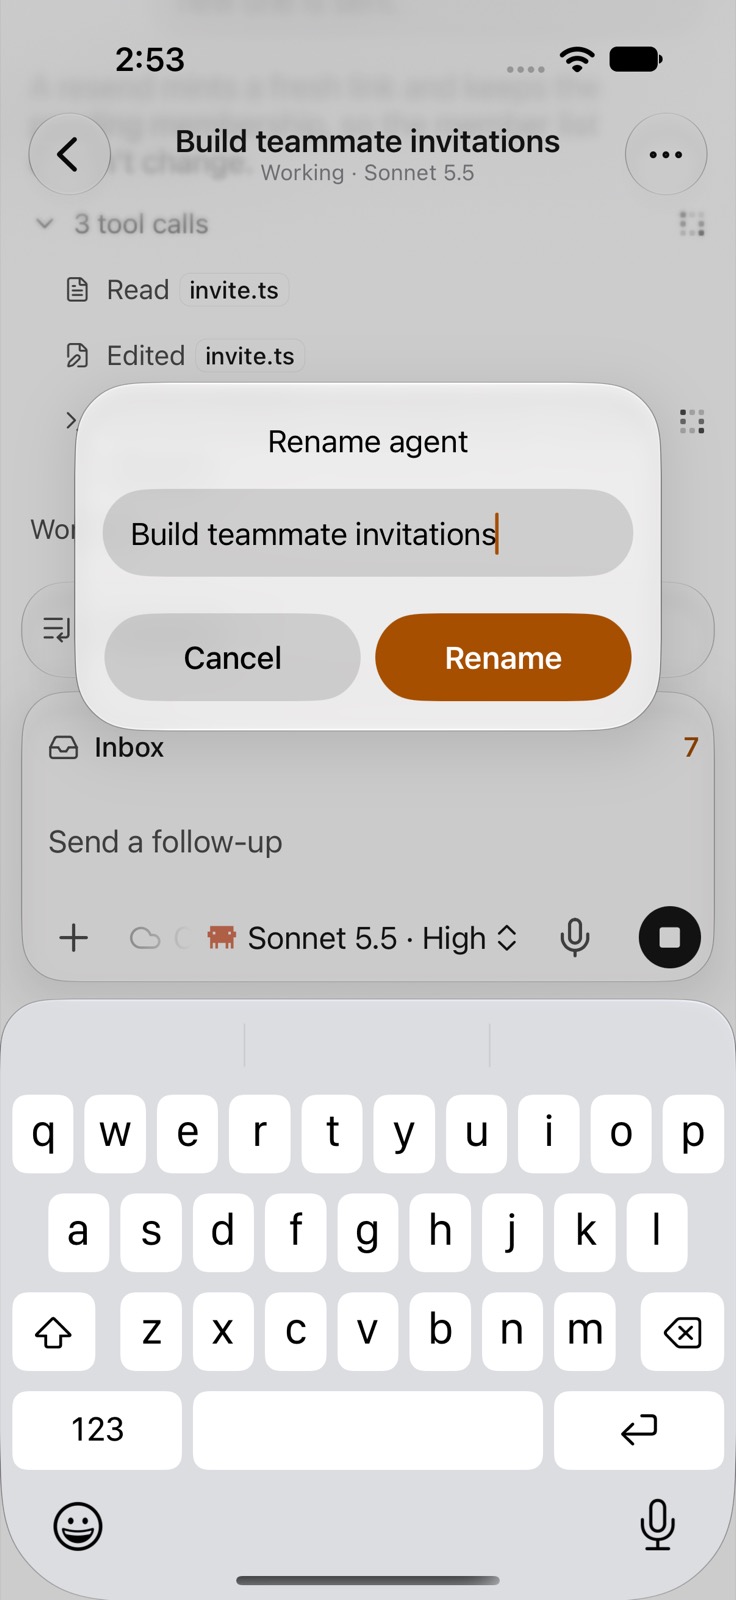 2:53
Build teammate invitations
Working · Sonnet 5.5
change.
3 tool calls
Read invite.ts
Edited invite.ts
Rename agent
Build teammate invitations
Cancel
Rename
Inbox
7
Send a follow-up
Sonnet 5.5 · High
q w e r t y u i o p
a s d f g h j k l
z x c v b n m
123